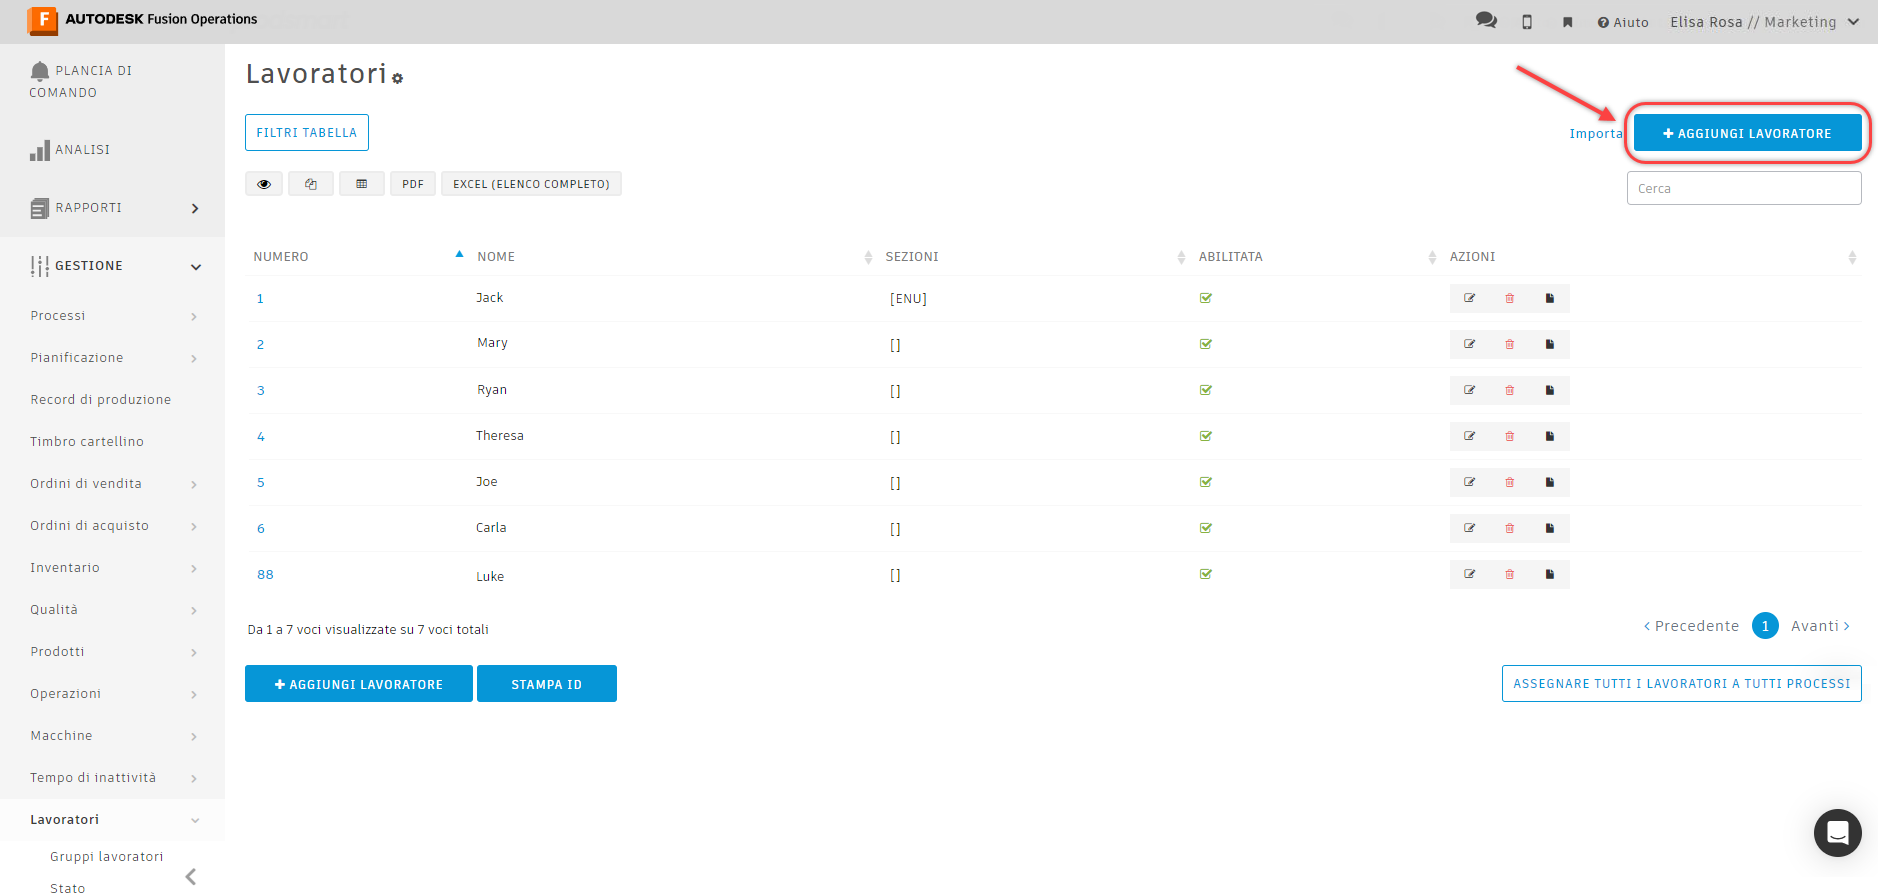 F AUTODESK Fusion Operations
Aiuto
Elisa Rosa // Marketing
PLANCIA DI
COMANDO
ANALISI
RAPPORTI
GESTIONE
Processi
Pianificazione
Record di produzione
Timbro cartellino
Ordini di vendita
Ordini di acquisto
Inventario
Qualità
Prodotti
Operazioni
Macchine
Tempo di inattività
Lavoratori
Gruppi lavoratori
Stato
Lavoratori
FILTRI TABELLA
Importa
+ AGGIUNGI LAVORATORE
PDF
EXCEL (ELENCO COMPLETO)
Cerca
NUMERO NOME SEZIONI ABILITATA AZIONI
1 Jack [ENU]
2 Mary []
3 Ryan []
4 Theresa []
5 Joe []
6 Carla []
88 Luke []
Da 1 a 7 voci visualizzate su 7 voci totali
< Precedente 1 Avanti >
+ AGGIUNGI LAVORATORE
STAMPA ID
ASSEGNARE TUTTI I LAVORATORI A TUTTI PROCESSI